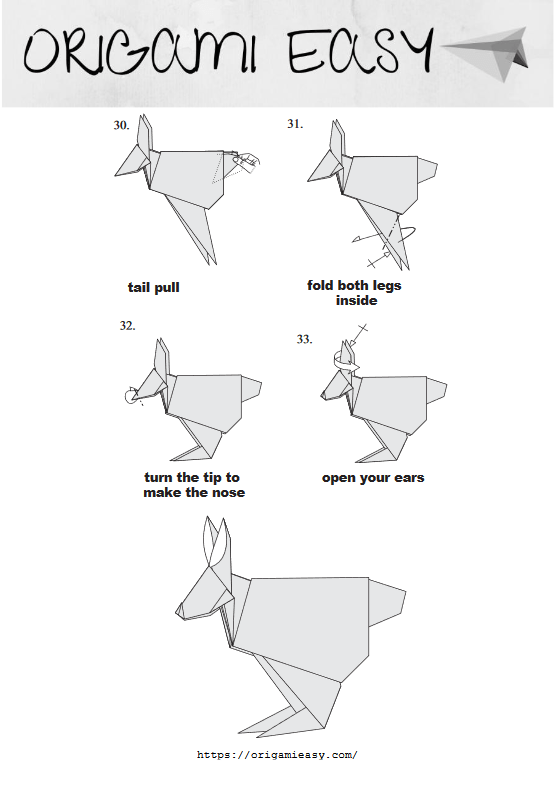 ORIGAMI EASY
30.
31.
tail pull
fold both legs
inside
32.
33.
turn the tip to
make the nose
open your ears
https://origamieasy.com/